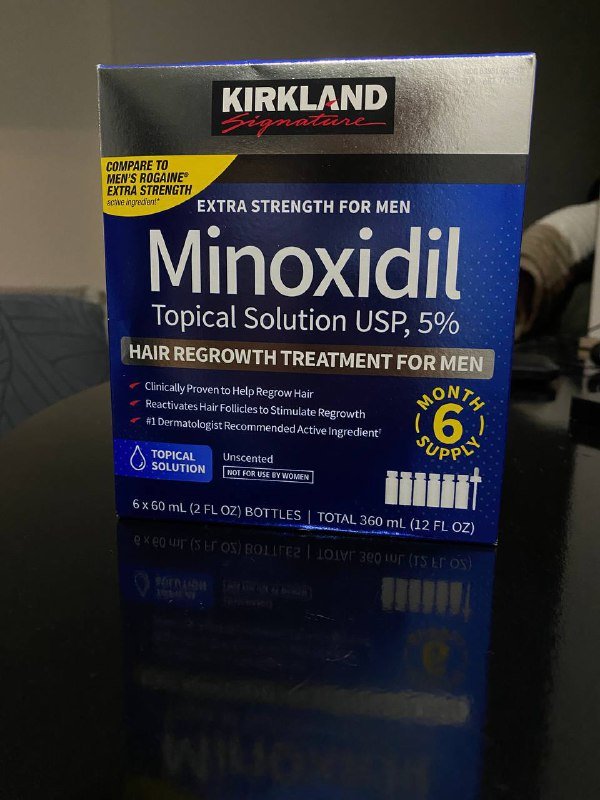 KIRKLAND
Signature
COMPARE TO
MEN'S ROGAINE®
EXTRA STRENGTH
active ingredient*
EXTRA STRENGTH FOR MEN
Minoxidil
Topical Solution USP, 5%
HAIR REGROWTH TREATMENT FOR MEN
Clinically Proven to Help Regrow Hair
Reactivates Hair Follicles to Stimulate Regrowth
#1 Dermatologist Recommended Active Ingredient†
MONTH
6
SUPPLY
TOPICAL
SOLUTION
Unscented
NOT FOR USE BY WOMEN
6 x 60 mL (2 FL OZ) BOTTLES | TOTAL 360 mL (12 FL OZ)